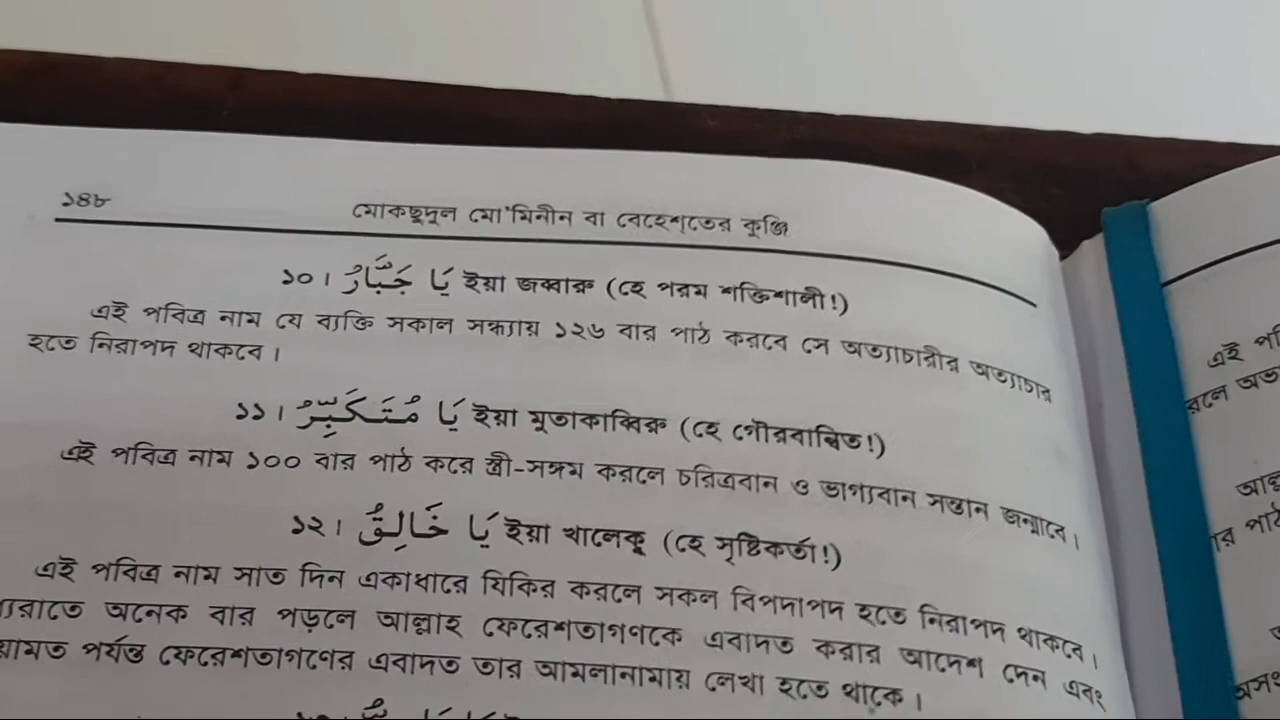 ১৪৮
মোকছুদুল মো'মিনীন বা বেহেশ্‌তের কুঞ্জি
১০। يَا جَبَّارُ ইয়া জব্বারু (হে পরম শক্তিশালী!)
এই পবিত্র নাম যে ব্যক্তি সকাল সন্ধ্যায় ১২৬ বার পাঠ করবে সে অত্যাচারীর অত্যাচার
হতে নিরাপদ থাকবে।
১১। يَا مُتَكَبِّرُ ইয়া মুতাকাব্বিরু (হে গৌরবান্বিত!)
এই পবিত্র নাম ১০০ বার পাঠ করে স্ত্রী-সঙ্গম করলে চরিত্রবান ও ভাগ্যবান সন্তান জন্মাবে।
১২। يَا خَالِقُ ইয়া খালেকু (হে সৃষ্টিকর্তা!)
এই পবিত্র নাম সাত দিন একাধারে যিকির করলে সকল বিপদাপদ হতে নিরাপদ থাকবে।
অনেক বার পড়লে আল্লাহ ফেরেশতাগণকে এবাদত করার আদেশ দেন এবং
পর্যন্ত ফেরেশতাগণের এবাদত তার আমলানামায় লেখা হতে থাকে।
এই
রলে